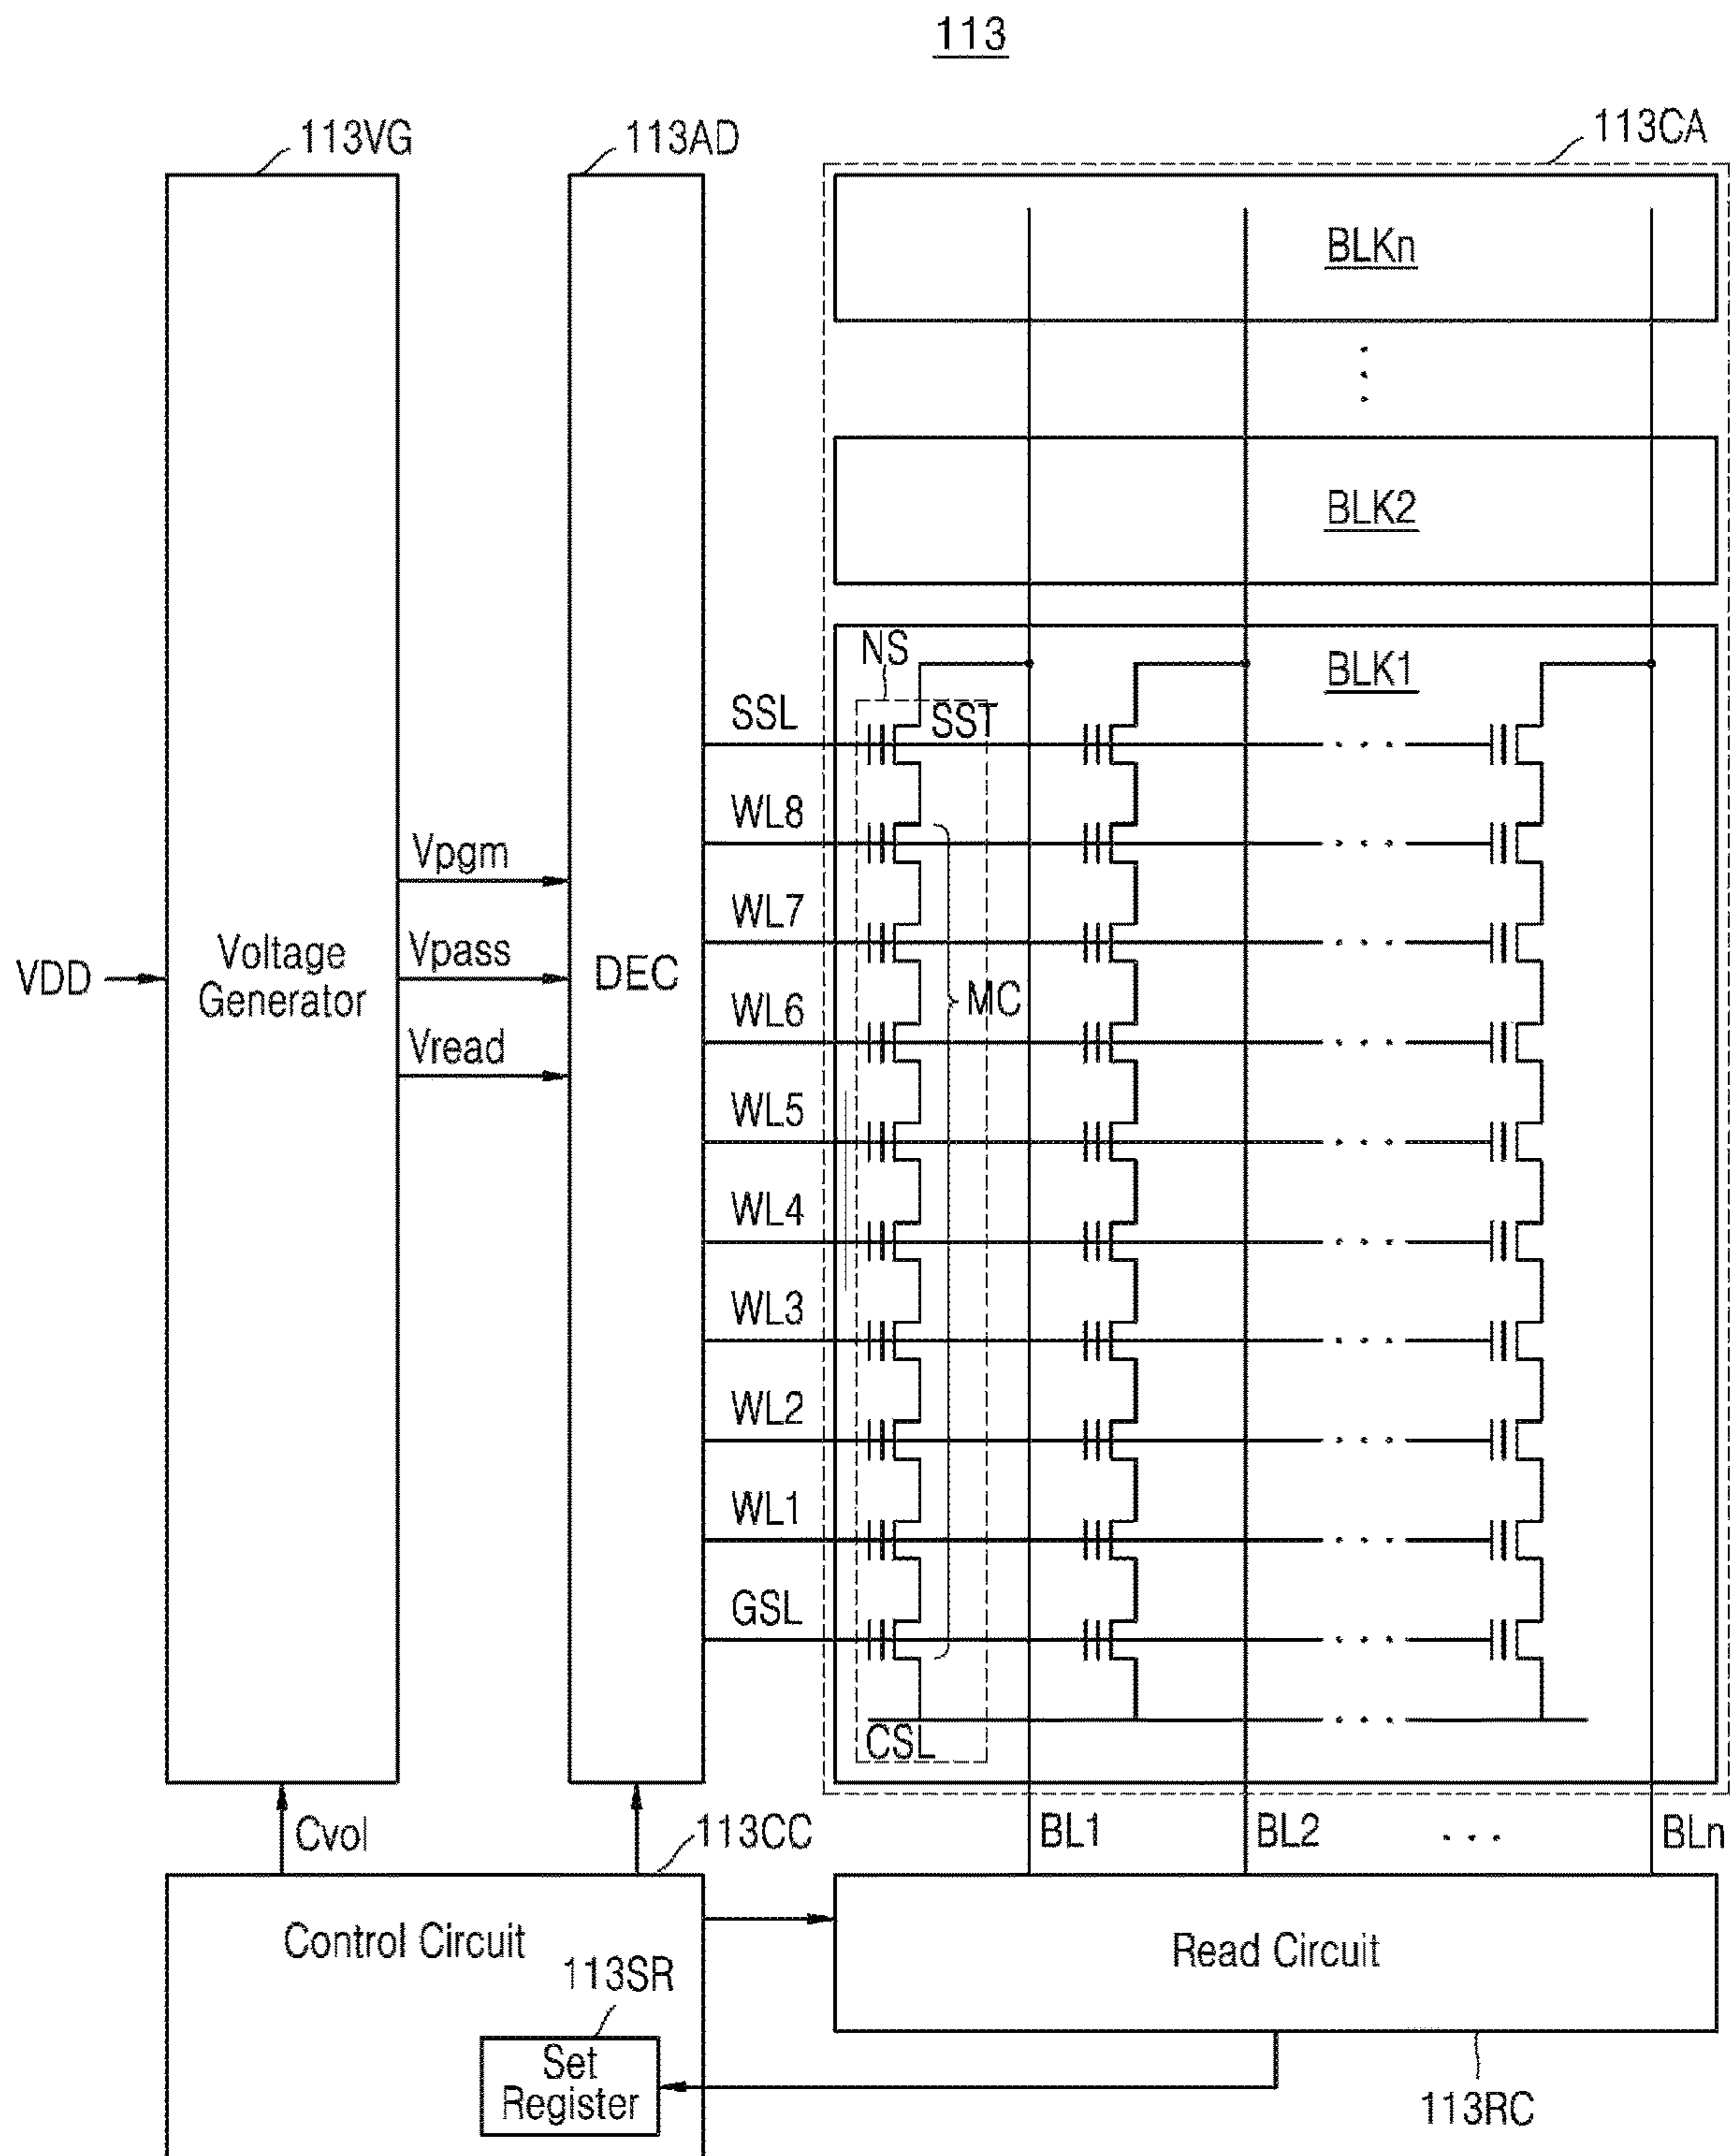 113
113VG
113AD
113CA
BLKn
BLK2
BLK1
NS
SST
SSL
WL8
WL7
WL6
WL5
WL4
WL3
WL2
WL1
GSL
MC
CSL
VDD
Voltage
Generator
Vpgm
Vpass
Vread
DEC
Cvol
113CC
BL1
BL2
BLn
Control Circuit
113SR
Set
Register
Read Circuit
113RC